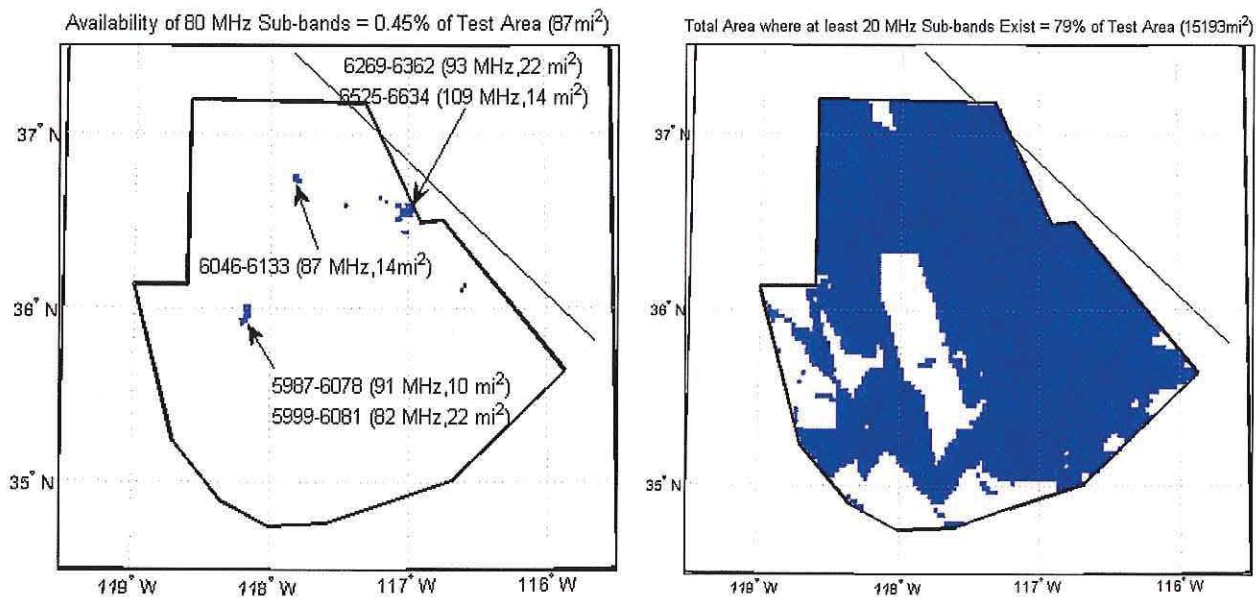 Availability of 80 MHz Sub-bands = 0.45% of Test Area (87mi²)
6269-6362 (93 MHz,22 mi²)
6525-6634 (109 MHz,14 mi²)
37° N
6046-6133 (87 MHz,14mi²)
36° N
5987-6078 (91 MHz,10 mi²)
5999-6081 (82 MHz,22 mi²)
35° N
119° W
118° W
117° W
116° W
Total Area where at least 20 MHz Sub-bands Exist = 79% of Test Area (15193mi²)
37° N
36° N
35° N
119° W
118° W
117° W
116° W